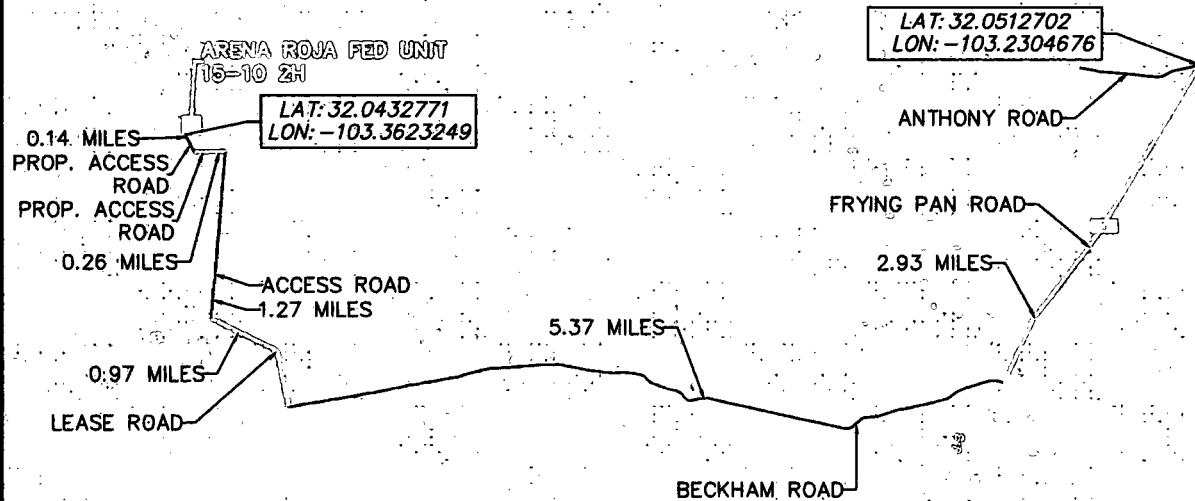 ARENA ROJA FED UNIT
15-10 2H
LAT: 32.0432771
LON: -103.3623249
LAT: 32.0512702
LON: -103.2304676
ANTHONY ROAD
0.14 MILES
PROP. ACCESS
ROAD
PROP. ACCESS
ROAD
0.26 MILES
FRYING PAN ROAD
2.93 MILES
ACCESS ROAD
1.27 MILES
5.37 MILES
0.97 MILES
LEASE ROAD
BECKHAM ROAD